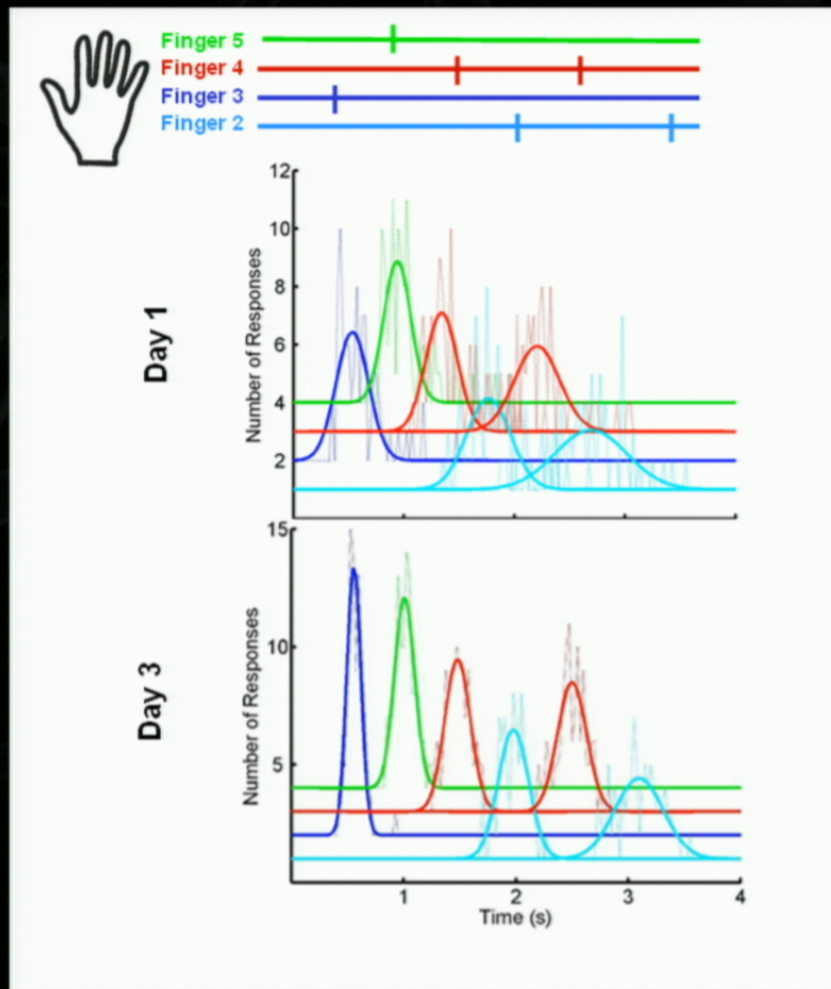 Finger 5
Finger 4
Finger 3
Finger 2
Day 1
Number of Responses
12
10
8
6
4
2
Day 3
Number of Responses
15
10
5
1
2
3
4
Time (s)